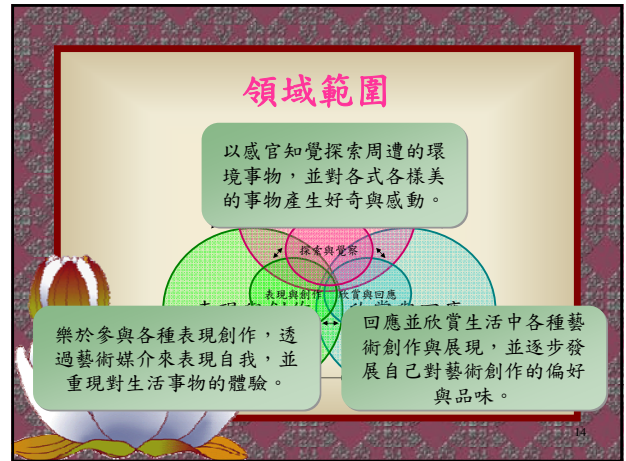 領域範圍
以感官知覺探索周遭的環
境事物，並對各式各樣美
的事物產生好奇與感動。
探索與覺察
表現與創作 欣賞與回應
樂於參與各種表現創作，透
過藝術媒介來表現自我，並
重現對生活事物的體驗。
回應並欣賞生活中各種藝
術創作與展現，並逐步發
展自己對藝術創作的偏好
與品味。
14